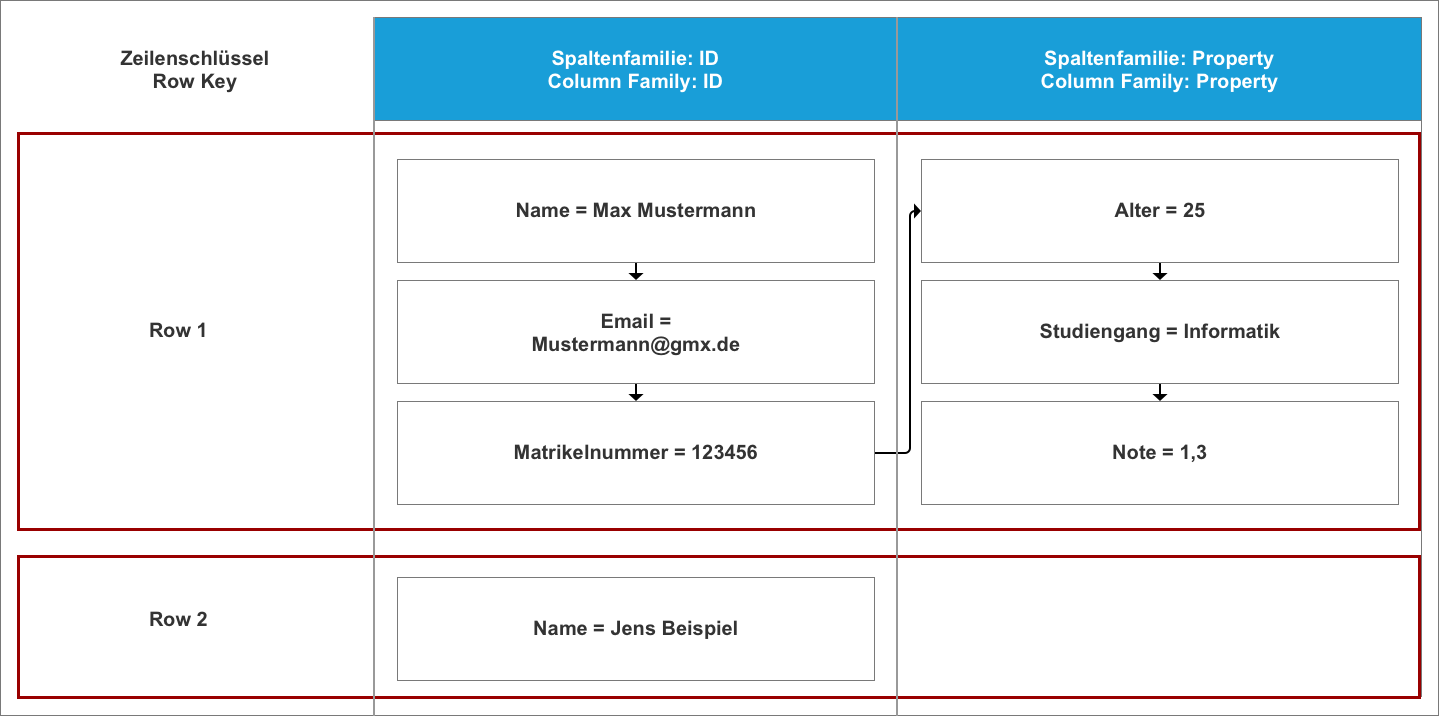 Zeilenschlüssel
Row Key
Spaltenfamilie: ID
Column Family: ID
Spaltenfamilie: Property
Column Family: Property
Row 1
Name = Max Mustermann
Email =
Mustermann@gmx.de
Matrikelnummer = 123456
Alter = 25
Studiengang = Informatik
Note = 1,3
Row 2
Name = Jens Beispiel